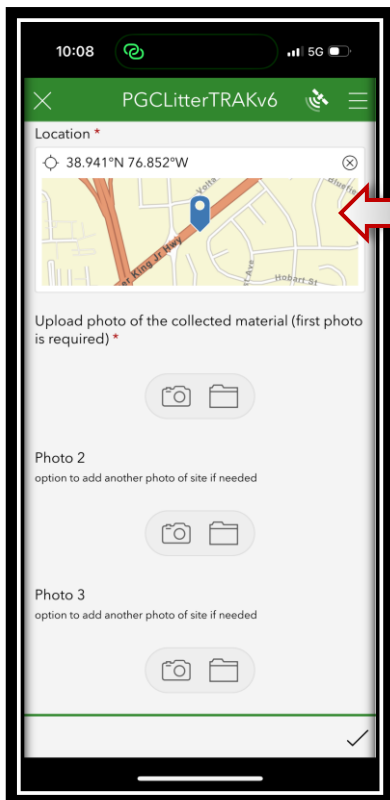 10:08
5G
PGCLitterTRAKv6
Location *
38.941°N 76.852°W
Volta
er King Jr Hwy
Hobart St
Upload photo of the collected material (first photo
is required) *
Photo 2
option to add another photo of site if needed
Photo 3
option to add another photo of site if needed